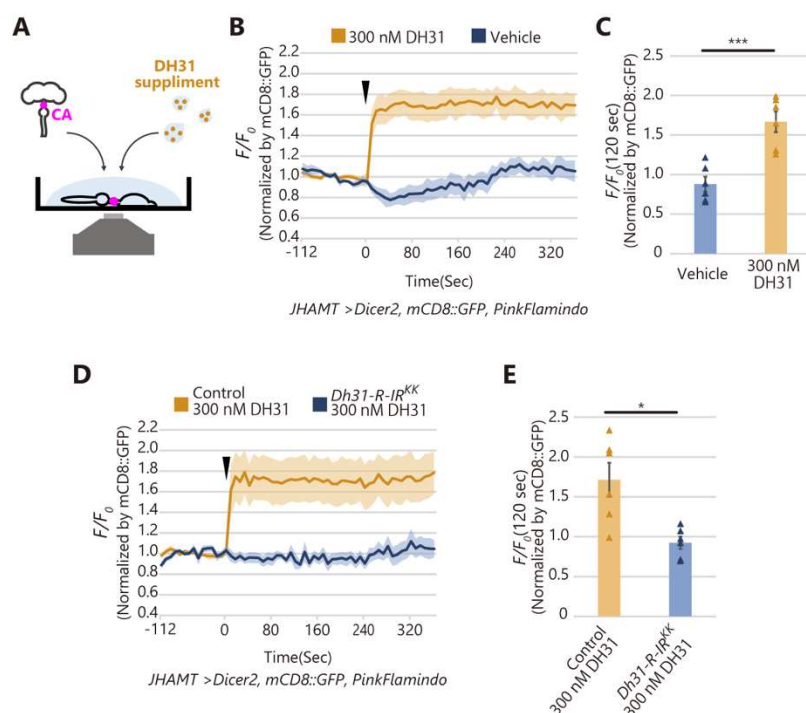 A
DH31
suppliment
CA
B
300 nM DH31
Vehicle
F/F0
(Normalized by mCD8::GFP)
2.2
2.0
1.8
1.6
1.4
1.2
1.0
0.8
0.6
0.4
-112
0
80
160
240
320
Time(Sec)
JHAMT >Dicer2, mCD8::GFP, PinkFlamindo
C
***
F/F0(120 sec)
(Normalized by mCD8::GFP)
2.5
2.0
1.5
1.0
0.5
0
Vehicle
300 nM
DH31
D
Control
300 nM DH31
Dh31-R-IRKK
300 nM DH31
F/F0
(Normalized by mCD8::GFP)
2.2
2.0
1.8
1.6
1.4
1.2
1.0
0.8
0.6
0.4
-112
0
80
160
240
320
Time(Sec)
JHAMT >Dicer2, mCD8::GFP, PinkFlamindo
E
*
F/F0(120 sec)
(Normalized by mCD8::GFP)
2.5
2.0
1.5
1.0
0.5
0
Control
300 nM DH31
Dh31-R-IRKK
300 nM DH31